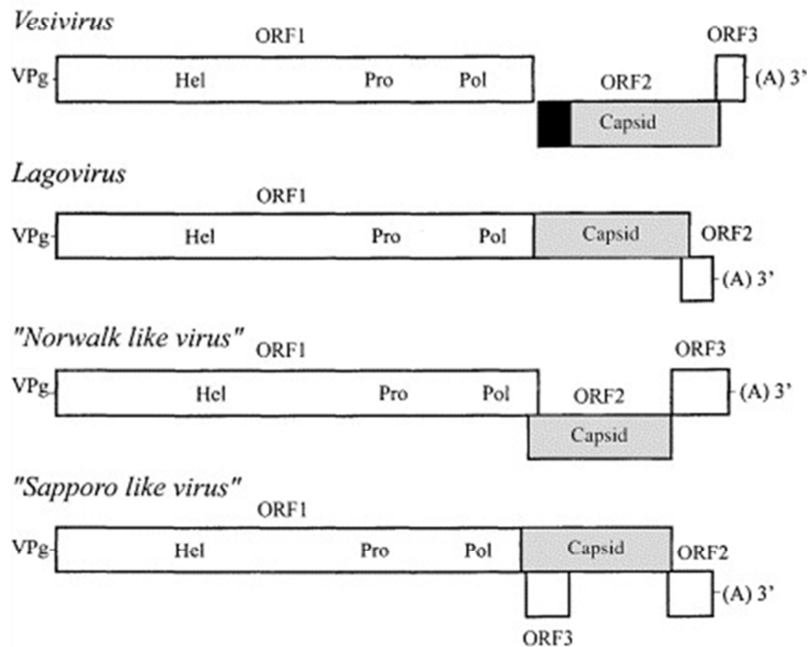 Vesivirus
ORF1 ORF3
VPg Hel Pro Pol ORF2 (A) 3'
Capsid
Lagovirus
ORF1
VPg Hel Pro Pol Capsid ORF2
(A) 3'
"Norwalk like virus"
ORF1 ORF3
VPg Hel Pro Pol ORF2 (A) 3'
Capsid
"Sapporo like virus"
ORF1
VPg Hel Pro Pol Capsid ORF2
(A) 3'
ORF3